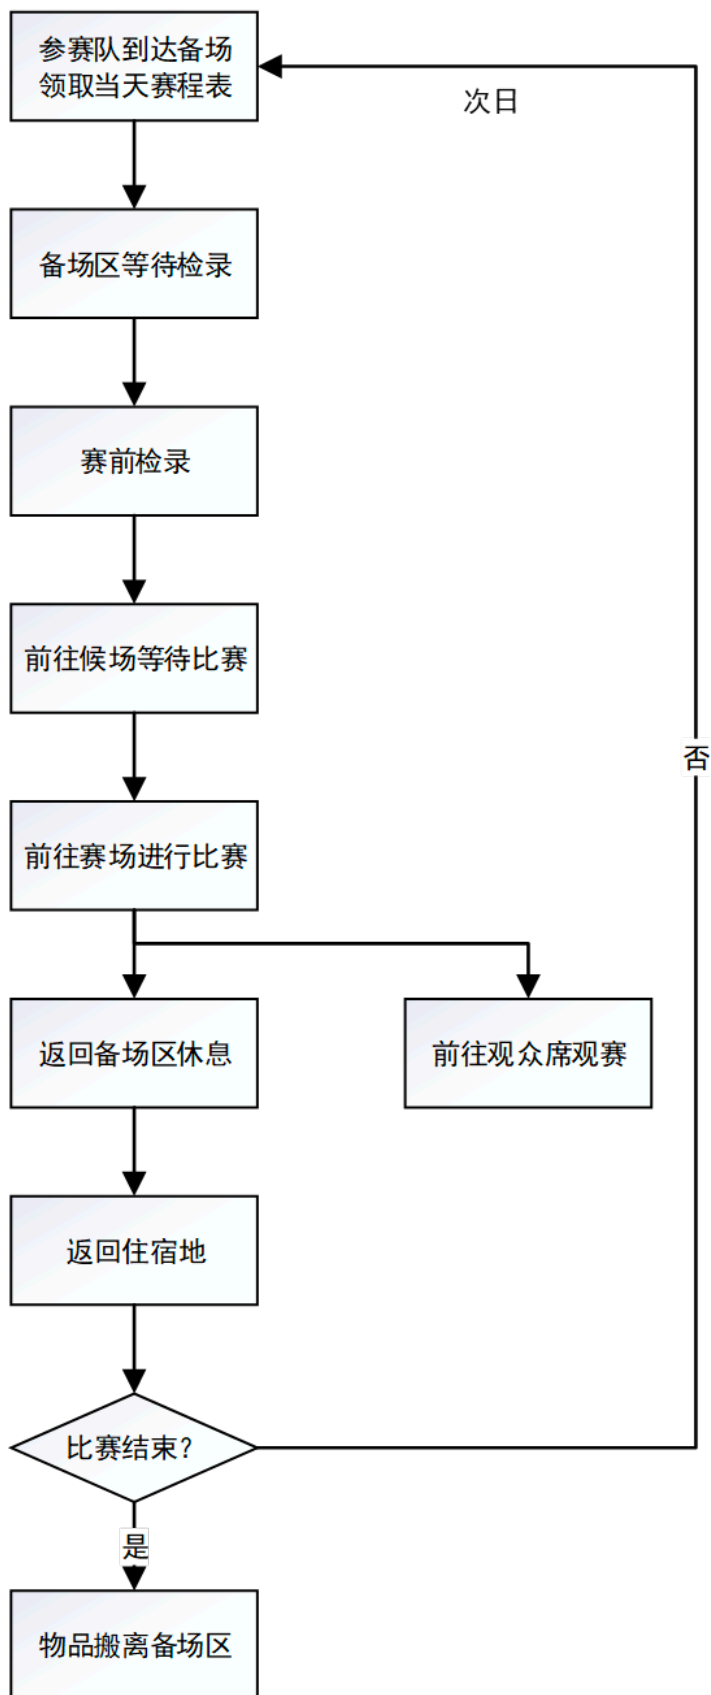 参赛队到达备场
领取当天赛程表
次日
备场区等待检录
赛前检录
前往候场等待比赛
否
前往赛场进行比赛
返回备场区休息
前往观众席观赛
返回住宿地
比赛结束?
是
物品搬离备场区